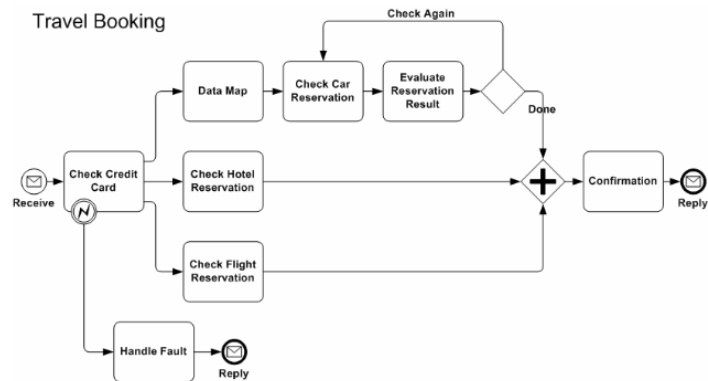 Travel Booking
Check Again
Data Map
Check Car
Reservation
Evaluate
Reservation
Result
Done
Check Credit
Card
Receive
Check Hotel
Reservation
Confirmation
Reply
Check Flight
Reservation
Handle Fault
Reply